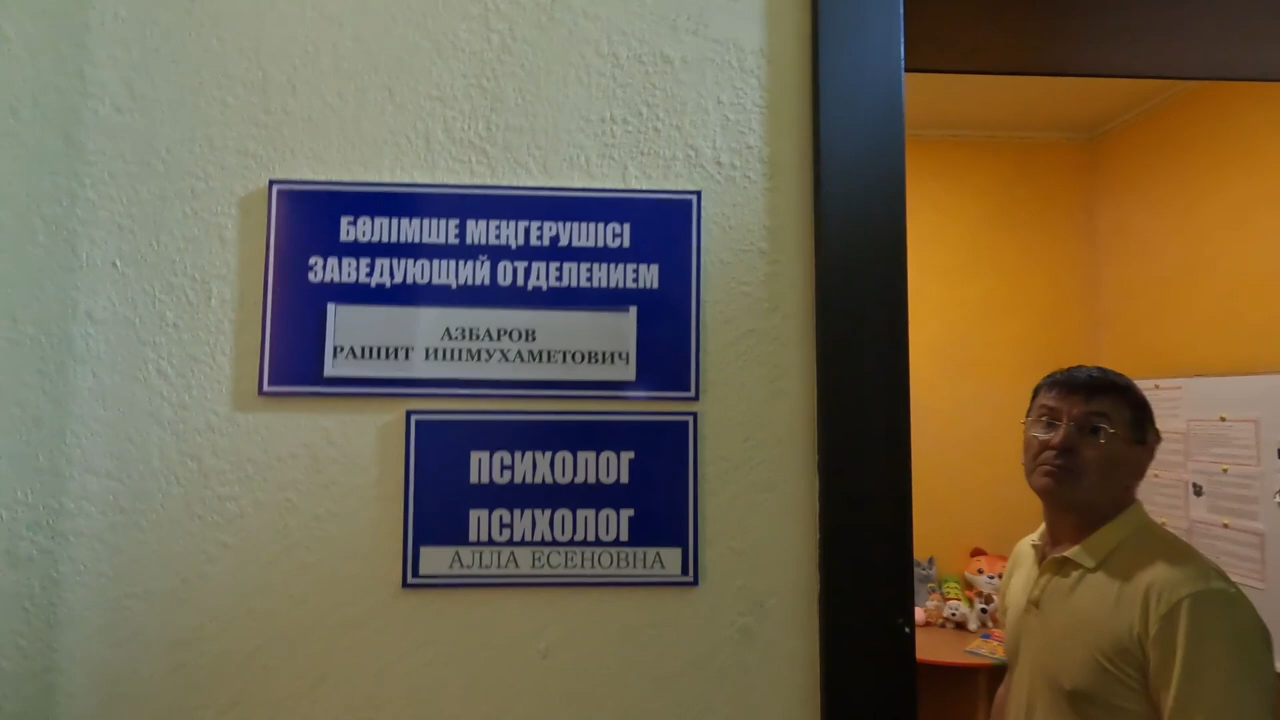 БӨЛІМШЕ МЕҢГЕРУШІСІ
ЗАВЕДУЮЩИЙ ОТДЕЛЕНИЕМ
АЗБАРОВ
РАШИТ ИШМУХАМЕТОВИЧ
ПСИХОЛОГ
ПСИХОЛОГ
АЛЛА ЕСЕНОВНА